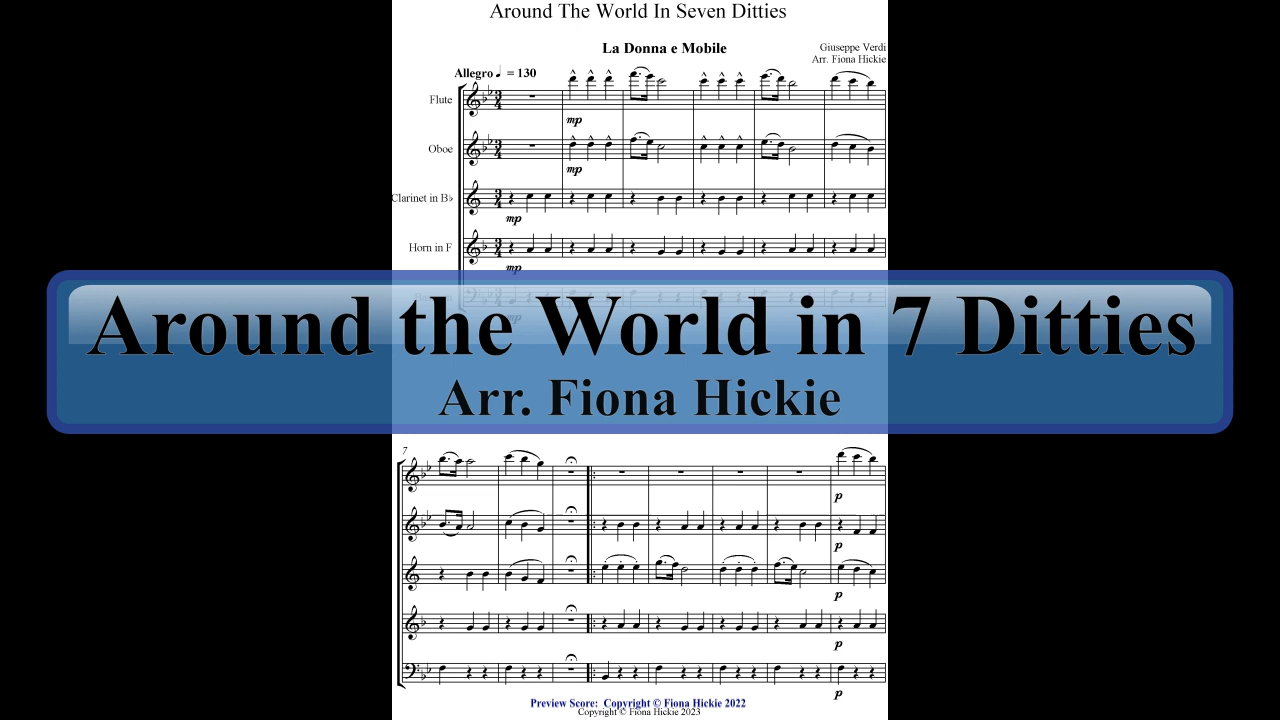 Around The World In Seven Ditties
La Donna e Mobile
Giuseppe Verdi
Arr. Fiona Hickie
Allegro ♩ = 130
Flute
mp
Oboe
mp
Clarinet in B♭
mp
Horn in F
mp
mp
Around the World in 7 Ditties
Arr. Fiona Hickie
7
p
p
p
p
p
Preview Score: Copyright © Fiona Hickie 2022
Copyright © Fiona Hickie 2023